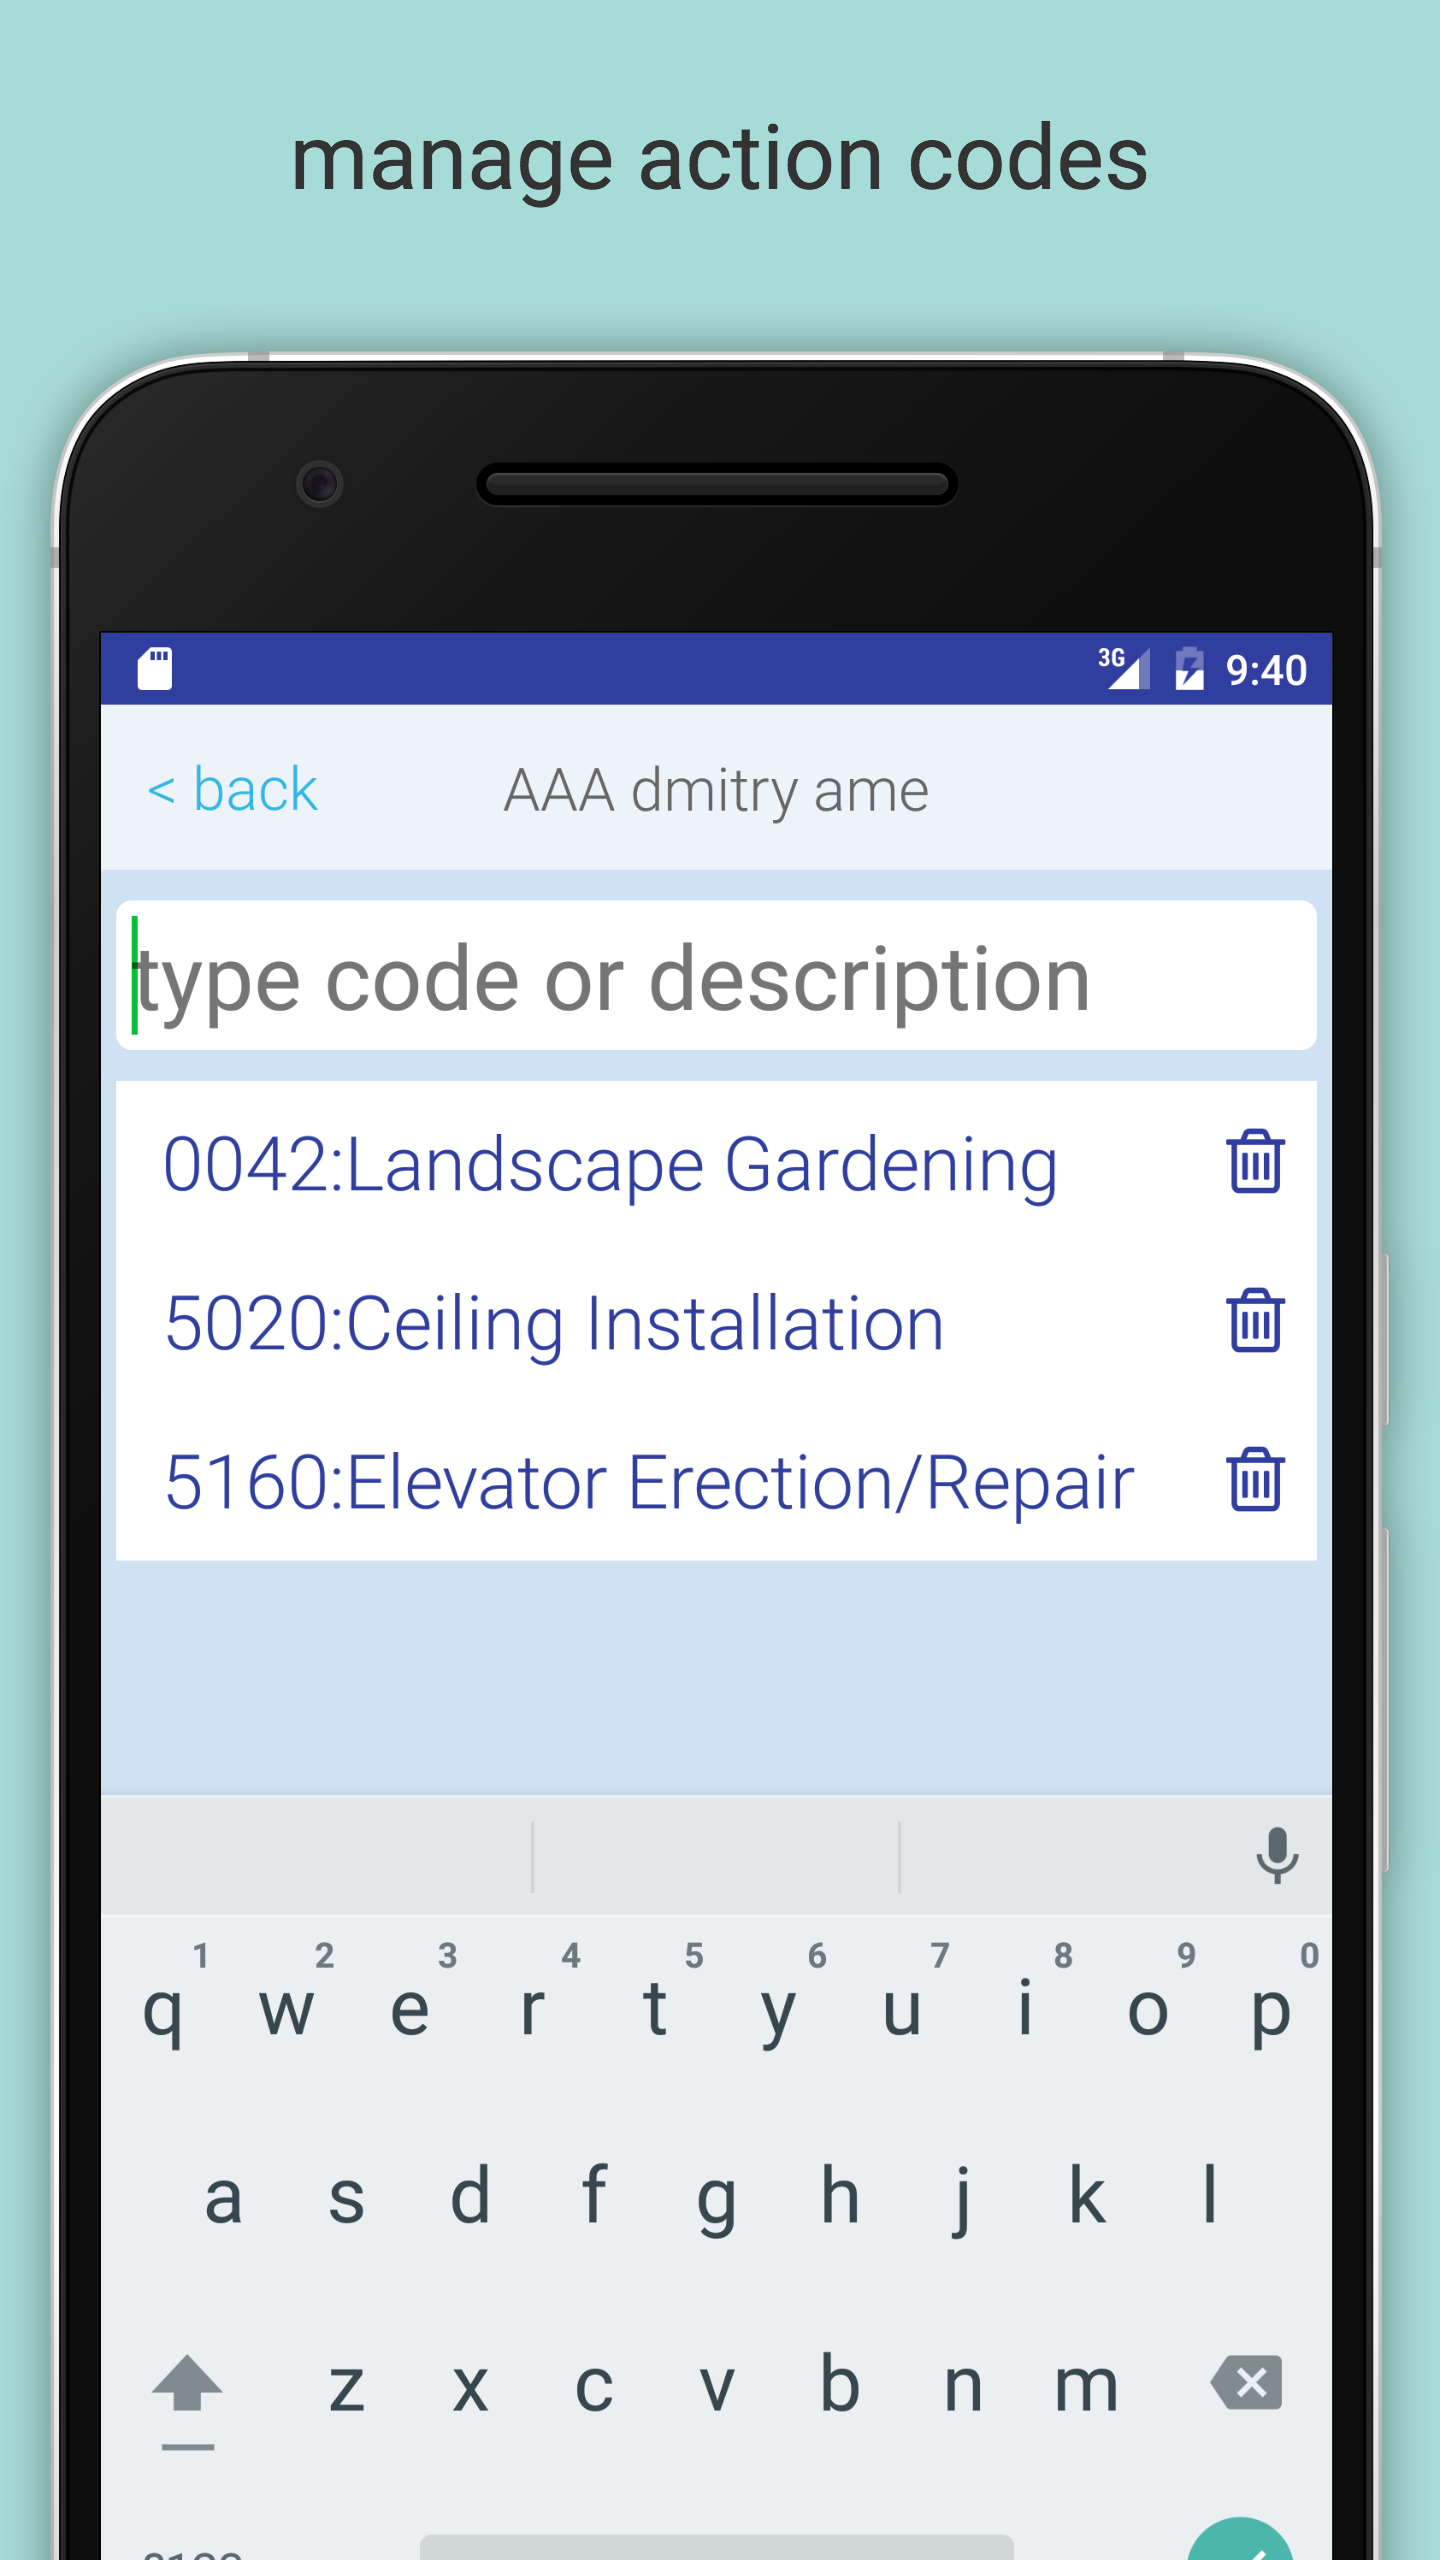 manage action codes
3G 9:40
< back AAA dmitry ame
type code or description
0042:Landscape Gardening
5020:Ceiling Installation
5160:Elevator Erection/Repair
1 2 3 4 5 6 7 8 9 0
q w e r t y u i o p
a s d f g h j k l
z x c v b n m